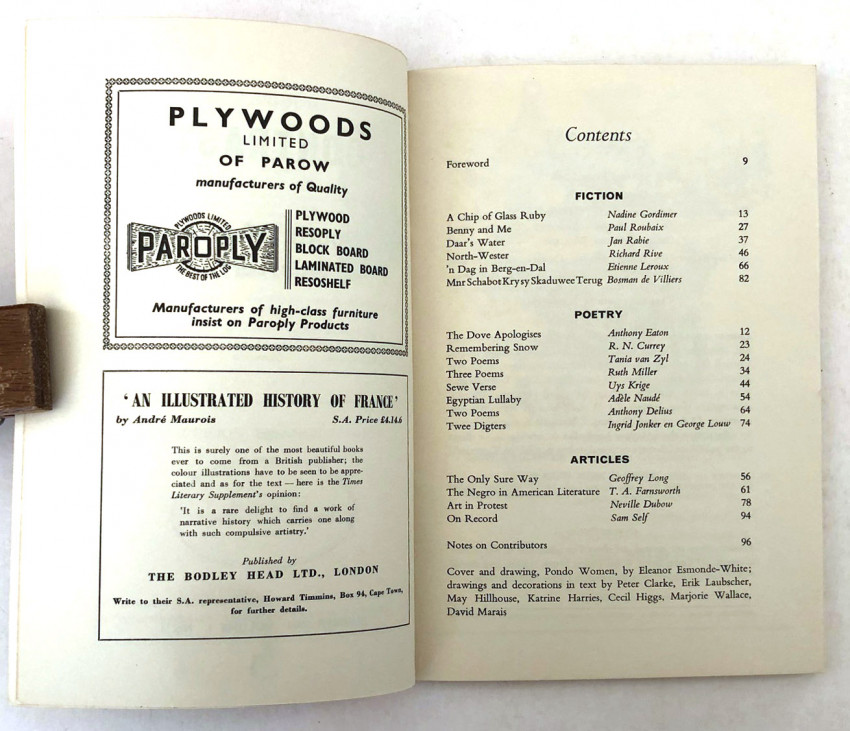 PLYWOODS
LIMITED
OF PAROW
manufacturers of Quality
PLYWOODS LIMITED
PAROPLY
THE BEST OF THE LOG
PLYWOOD
RESOPLY
BLOCK BOARD
LAMINATED BOARD
RESOSHELF
Manufacturers of high-class furniture
insist on Paroply Products
'AN ILLUSTRATED HISTORY OF FRANCE'
by André Maurois S.A. Price £4.14.6
This is surely one of the most beautiful books
ever to come from a British publisher; the
colour illustrations have to be seen to be appre-
ciated and as for the text — here is the Times
Literary Supplement's opinion:
'It is a rare delight to find a work of
narrative history which carries one along
with such compulsive artistry.'
Published by
THE BODLEY HEAD LTD., LONDON
Write to their S.A. representative, Howard Timmins, Box 94, Cape Town,
for further details.
Contents
Foreword 9
FICTION
A Chip of Glass Ruby Nadine Gordimer 13
Benny and Me Paul Roubaix 27
Daar's Water Jan Rabie 37
North-Wester Richard Rive 46
'n Dag in Berg-en-Dal Etienne Leroux 66
Mnr Schabot Kry sy Skaduwee Terug Bosman de Villiers 82
POETRY
The Dove Apologises Anthony Eaton 12
Remembering Snow R. N. Currey 23
Two Poems Tania van Zyl 24
Three Poems Ruth Miller 34
Sewe Verse Uys Krige 44
Egyptian Lullaby Adèle Naudé 54
Two Poems Anthony Delius 64
Twee Digters Ingrid Jonker en George Louw 74
ARTICLES
The Only Sure Way Geoffrey Long 56
The Negro in American Literature T. A. Farnsworth 61
Art in Protest Neville Dubow 78
On Record Sam Self 94
Notes on Contributors 96
Cover and drawing, Pondo Women, by Eleanor Esmonde-White;
drawings and decorations in text by Peter Clarke, Erik Laubscher,
May Hillhouse, Katrine Harries, Cecil Higgs, Marjorie Wallace,
David Marais